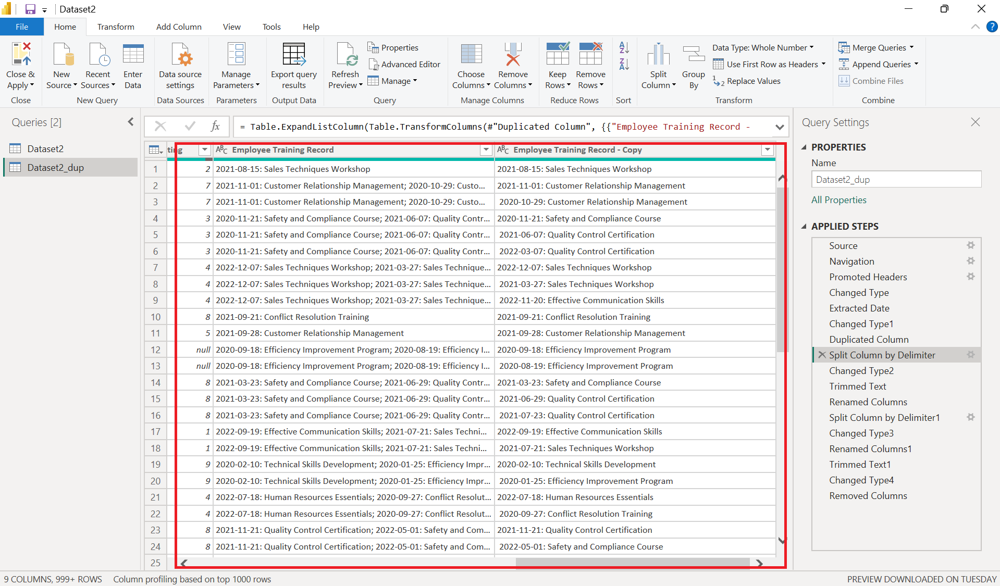 Dataset2
File Home Transform Add Column View Tools Help
Close & Apply
New Source
Recent Sources
Enter Data
Data source settings
Manage Parameters
Export query results
Refresh Preview
Properties
Advanced Editor
Manage
Choose Columns
Remove Columns
Keep Rows
Remove Rows
Split Column
Group By
Data Type: Whole Number
Use First Row as Headers
Replace Values
Merge Queries
Append Queries
Combine Files
Close New Query Data Sources Parameters Output Data Query Manage Columns Reduce Rows Sort Transform Combine
Queries [2]
Dataset2
Dataset2_dup
fx = Table.ExpandListColumn(Table.TransformColumns(#"Duplicated Column", {{"Employee Training Record -
ting Employee Training Record Employee Training Record - Copy
1 2 2021-08-15: Sales Techniques Workshop 2021-08-15: Sales Techniques Workshop
2 7 2021-11-01: Customer Relationship Management; 2020-10-29: Custo... 2021-11-01: Customer Relationship Management
3 7 2021-11-01: Customer Relationship Management; 2020-10-29: Custo... 2020-10-29: Customer Relationship Management
4 3 2020-11-21: Safety and Compliance Course; 2021-06-07: Quality Contr... 2020-11-21: Safety and Compliance Course
5 3 2020-11-21: Safety and Compliance Course; 2021-06-07: Quality Contr... 2021-06-07: Quality Control Certification
6 3 2020-11-21: Safety and Compliance Course; 2021-06-07: Quality Contr... 2022-03-07: Quality Control Certification
7 4 2022-12-07: Sales Techniques Workshop; 2021-03-27: Sales Technique... 2022-12-07: Sales Techniques Workshop
8 4 2022-12-07: Sales Techniques Workshop; 2021-03-27: Sales Technique... 2021-03-27: Sales Techniques Workshop
9 4 2022-12-07: Sales Techniques Workshop; 2021-03-27: Sales Technique... 2022-11-20: Effective Communication Skills
10 8 2021-09-21: Conflict Resolution Training 2021-09-21: Conflict Resolution Training
11 5 2021-09-28: Customer Relationship Management 2021-09-28: Customer Relationship Management
12 null 2020-09-18: Efficiency Improvement Program; 2020-08-19: Efficiency I... 2020-09-18: Efficiency Improvement Program
13 null 2020-09-18: Efficiency Improvement Program; 2020-08-19: Efficiency I... 2020-08-19: Efficiency Improvement Program
14 8 2021-03-23: Safety and Compliance Course; 2021-06-29: Quality Contr... 2021-03-23: Safety and Compliance Course
15 8 2021-03-23: Safety and Compliance Course; 2021-06-29: Quality Contr... 2021-06-29: Quality Control Certification
16 8 2021-03-23: Safety and Compliance Course; 2021-06-29: Quality Contr... 2021-07-23: Quality Control Certification
17 1 2022-09-19: Effective Communication Skills; 2021-07-21: Sales Techni... 2022-09-19: Effective Communication Skills
18 1 2022-09-19: Effective Communication Skills; 2021-07-21: Sales Techni... 2021-07-21: Sales Techniques Workshop
19 9 2020-02-10: Technical Skills Development; 2020-01-25: Efficiency Impr... 2020-02-10: Technical Skills Development
20 9 2020-02-10: Technical Skills Development; 2020-01-25: Efficiency Impr... 2020-01-25: Efficiency Improvement Program
21 4 2022-07-18: Human Resources Essentials; 2020-09-27: Conflict Resolut... 2022-07-18: Human Resources Essentials
22 4 2022-07-18: Human Resources Essentials; 2020-09-27: Conflict Resolut... 2020-09-27: Conflict Resolution Training
23 8 2021-11-21: Quality Control Certification; 2022-05-01: Safety and Com... 2021-11-21: Quality Control Certification
24 8 2021-11-21: Quality Control Certification; 2022-05-01: Safety and Com... 2022-05-01: Safety and Compliance Course
25
Query Settings
PROPERTIES
Name
Dataset2_dup
All Properties
APPLIED STEPS
Source
Navigation
Promoted Headers
Changed Type
Extracted Date
Changed Type1
Duplicated Column
Split Column by Delimiter
Changed Type2
Trimmed Text
Renamed Columns
Split Column by Delimiter1
Changed Type3
Renamed Columns1
Trimmed Text1
Changed Type4
Removed Columns
9 COLUMNS, 999+ ROWS Column profiling based on top 1000 rows PREVIEW DOWNLOADED ON TUESDAY